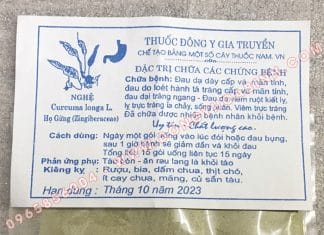 THUỐC ĐÔNG Y GIA TRUYỀN
CHẾ TẠO BẰNG MỘT SỐ CÂY THUỐC NAM. VN
ĐẶC TRỊ CHỮA CÁC CHỨNG BỆNH
Chữa bệnh: Đau dạ dày cấp và mãn tính,
đau do loét hành tá tràng cấp và mãn tính,
đau đại tràng ngang - Đau do viêm ruột kiết lỵ,
lỵ trực tràng ỉa chảy, sống phân, Viêm trực tràng
Đã chữa được nhiều bệnh nhân khỏi bệnh.
Uy tín - Chất lượng cao.
NGHỆ
Curcuma longa L.
Họ Gừng (Zingiberaceae)
Cách dùng: Ngày một gói uống vào lúc đói hoặc đau bụng,
sau 1 giờ bệnh sẽ giảm dần và khỏi đau
Tổng số: 15 gói uống liên tục 15 ngày
Phản ứng phụ: Táo bón - ăn rau lang là khỏi táo
Kiêng kỵ: Rượu, bia, dấm chua, thịt chó,
ít cay chua, măng, củ sắn tàu.
Hạn dùng: Tháng 10 năm 2023